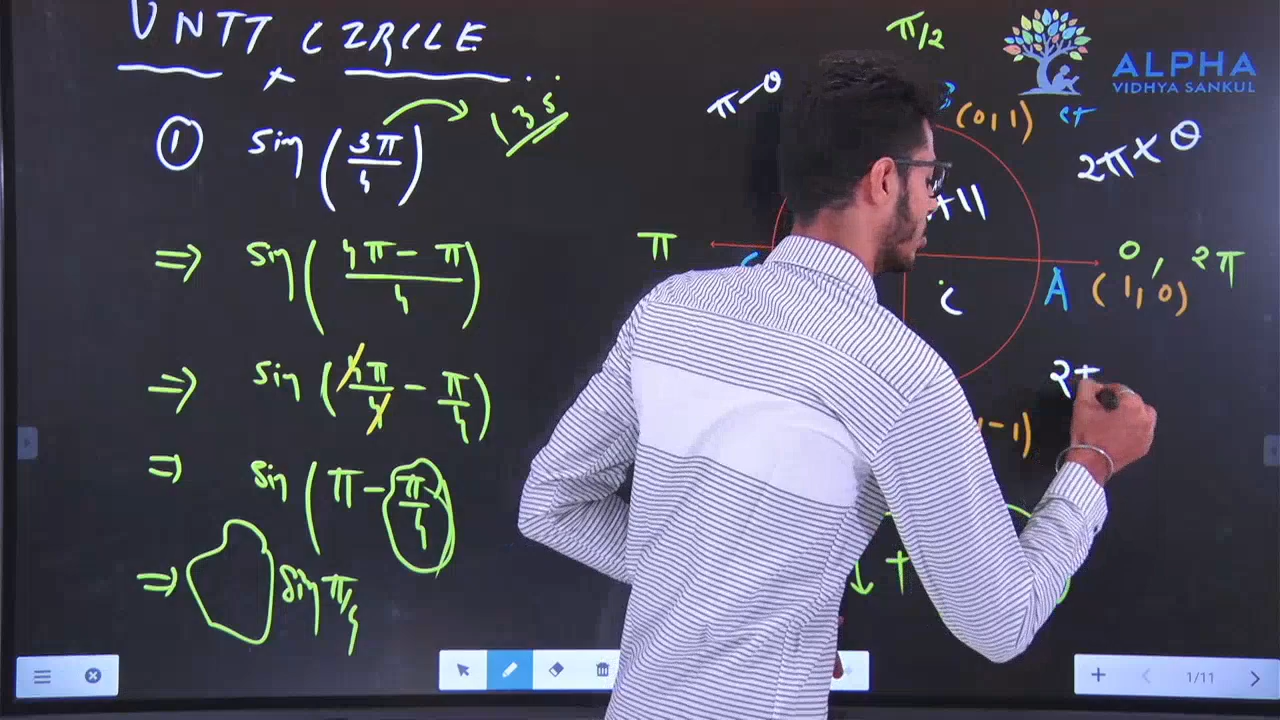 UNIT CIRCLE
① sin (3π/4) → 135
⇒ sin (4π - π / 4)
⇒ sin (4π/4 - π/4)
⇒ sin (π - π/4)
⇒ sin π/4
π/2
π - θ
(0,1)
2π + θ
π
0, 2π
A (1,0)
-1)
+
ALPHA
VIDHYA SANKUL
1/11